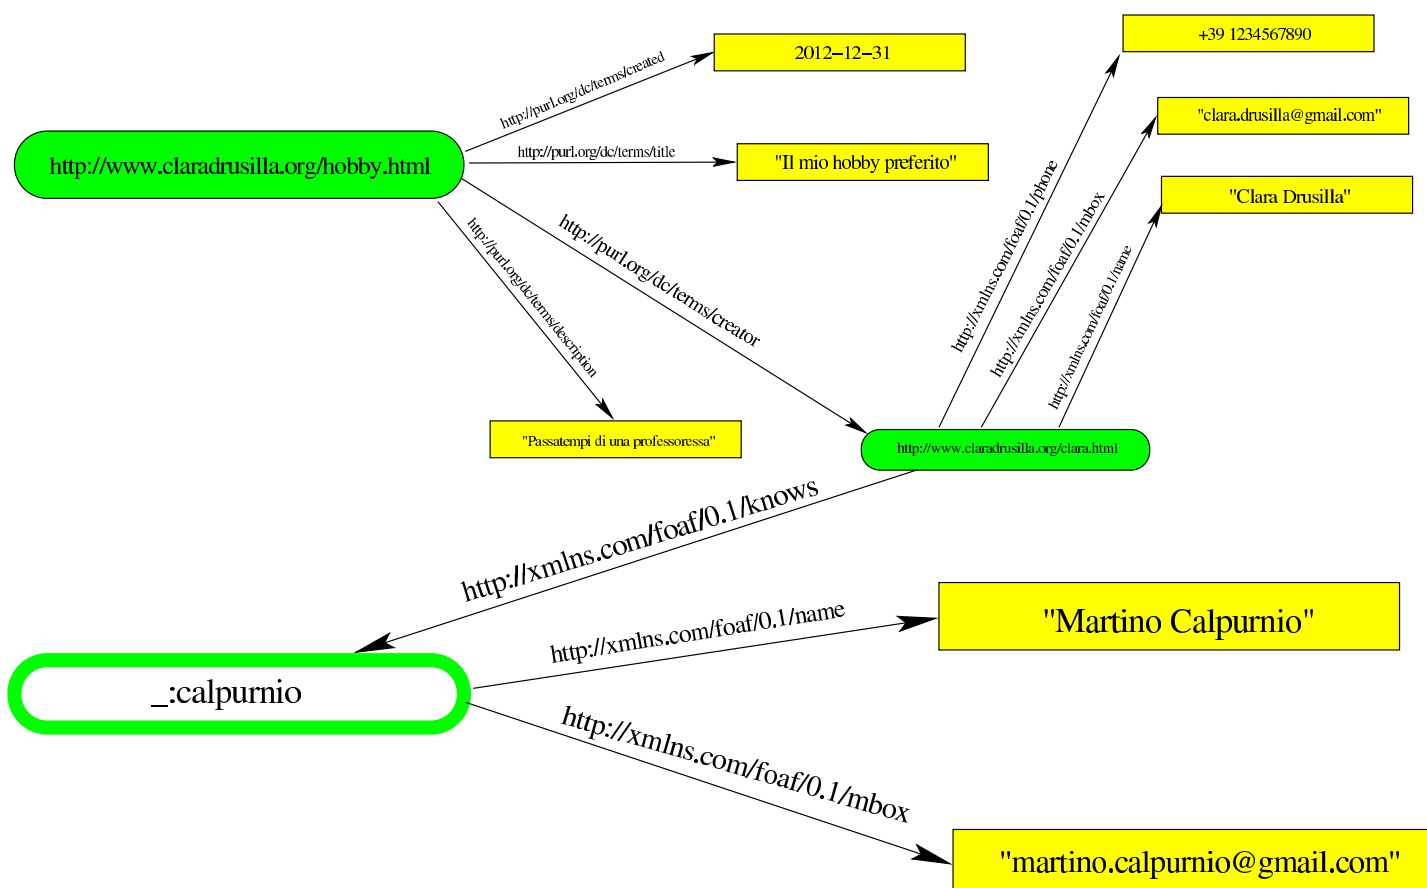 +39 1234567890
2012–12–31
http://purl.org/dc/terms/created
"clara.drusilla@gmail.com"
http://www.claradrusilla.org/hobby.html
http://purl.org/dc/terms/title
"Il mio hobby preferito"
"Clara Drusilla"
http://purl.org/dc/terms/description
http://purl.org/dc/terms/creator
http://xmlns.com/foaf/0.1/phone
http://xmlns.com/foaf/0.1/mbox
http://xmlns.com/foaf/0.1/name
"Passatempi di una professoressa"
http://www.claradrusilla.org/clara.html
http://xmlns.com/foaf/0.1/knows
http://xmlns.com/foaf/0.1/name
"Martino Calpurnio"
_:calpurnio
http://xmlns.com/foaf/0.1/mbox
"martino.calpurnio@gmail.com"